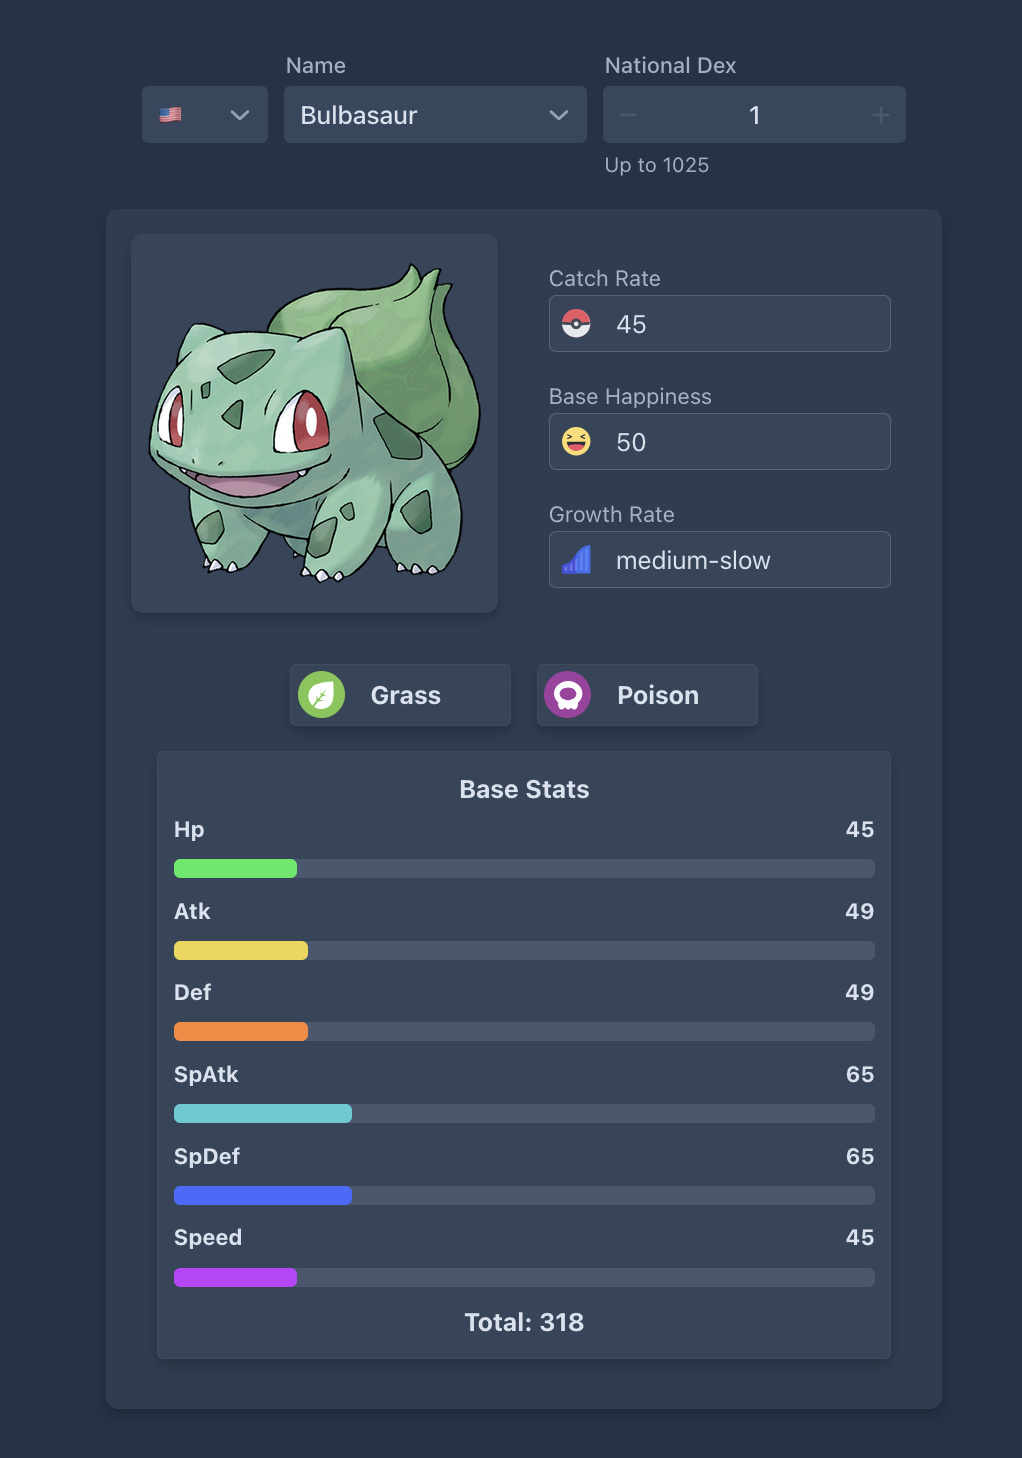 Name
National Dex
Bulbasaur
1
Up to 1025
Catch Rate
45
Base Happiness
50
Growth Rate
medium-slow
Grass
Poison
Base Stats
Hp 45
Atk 49
Def 49
SpAtk 65
SpDef 65
Speed 45
Total: 318